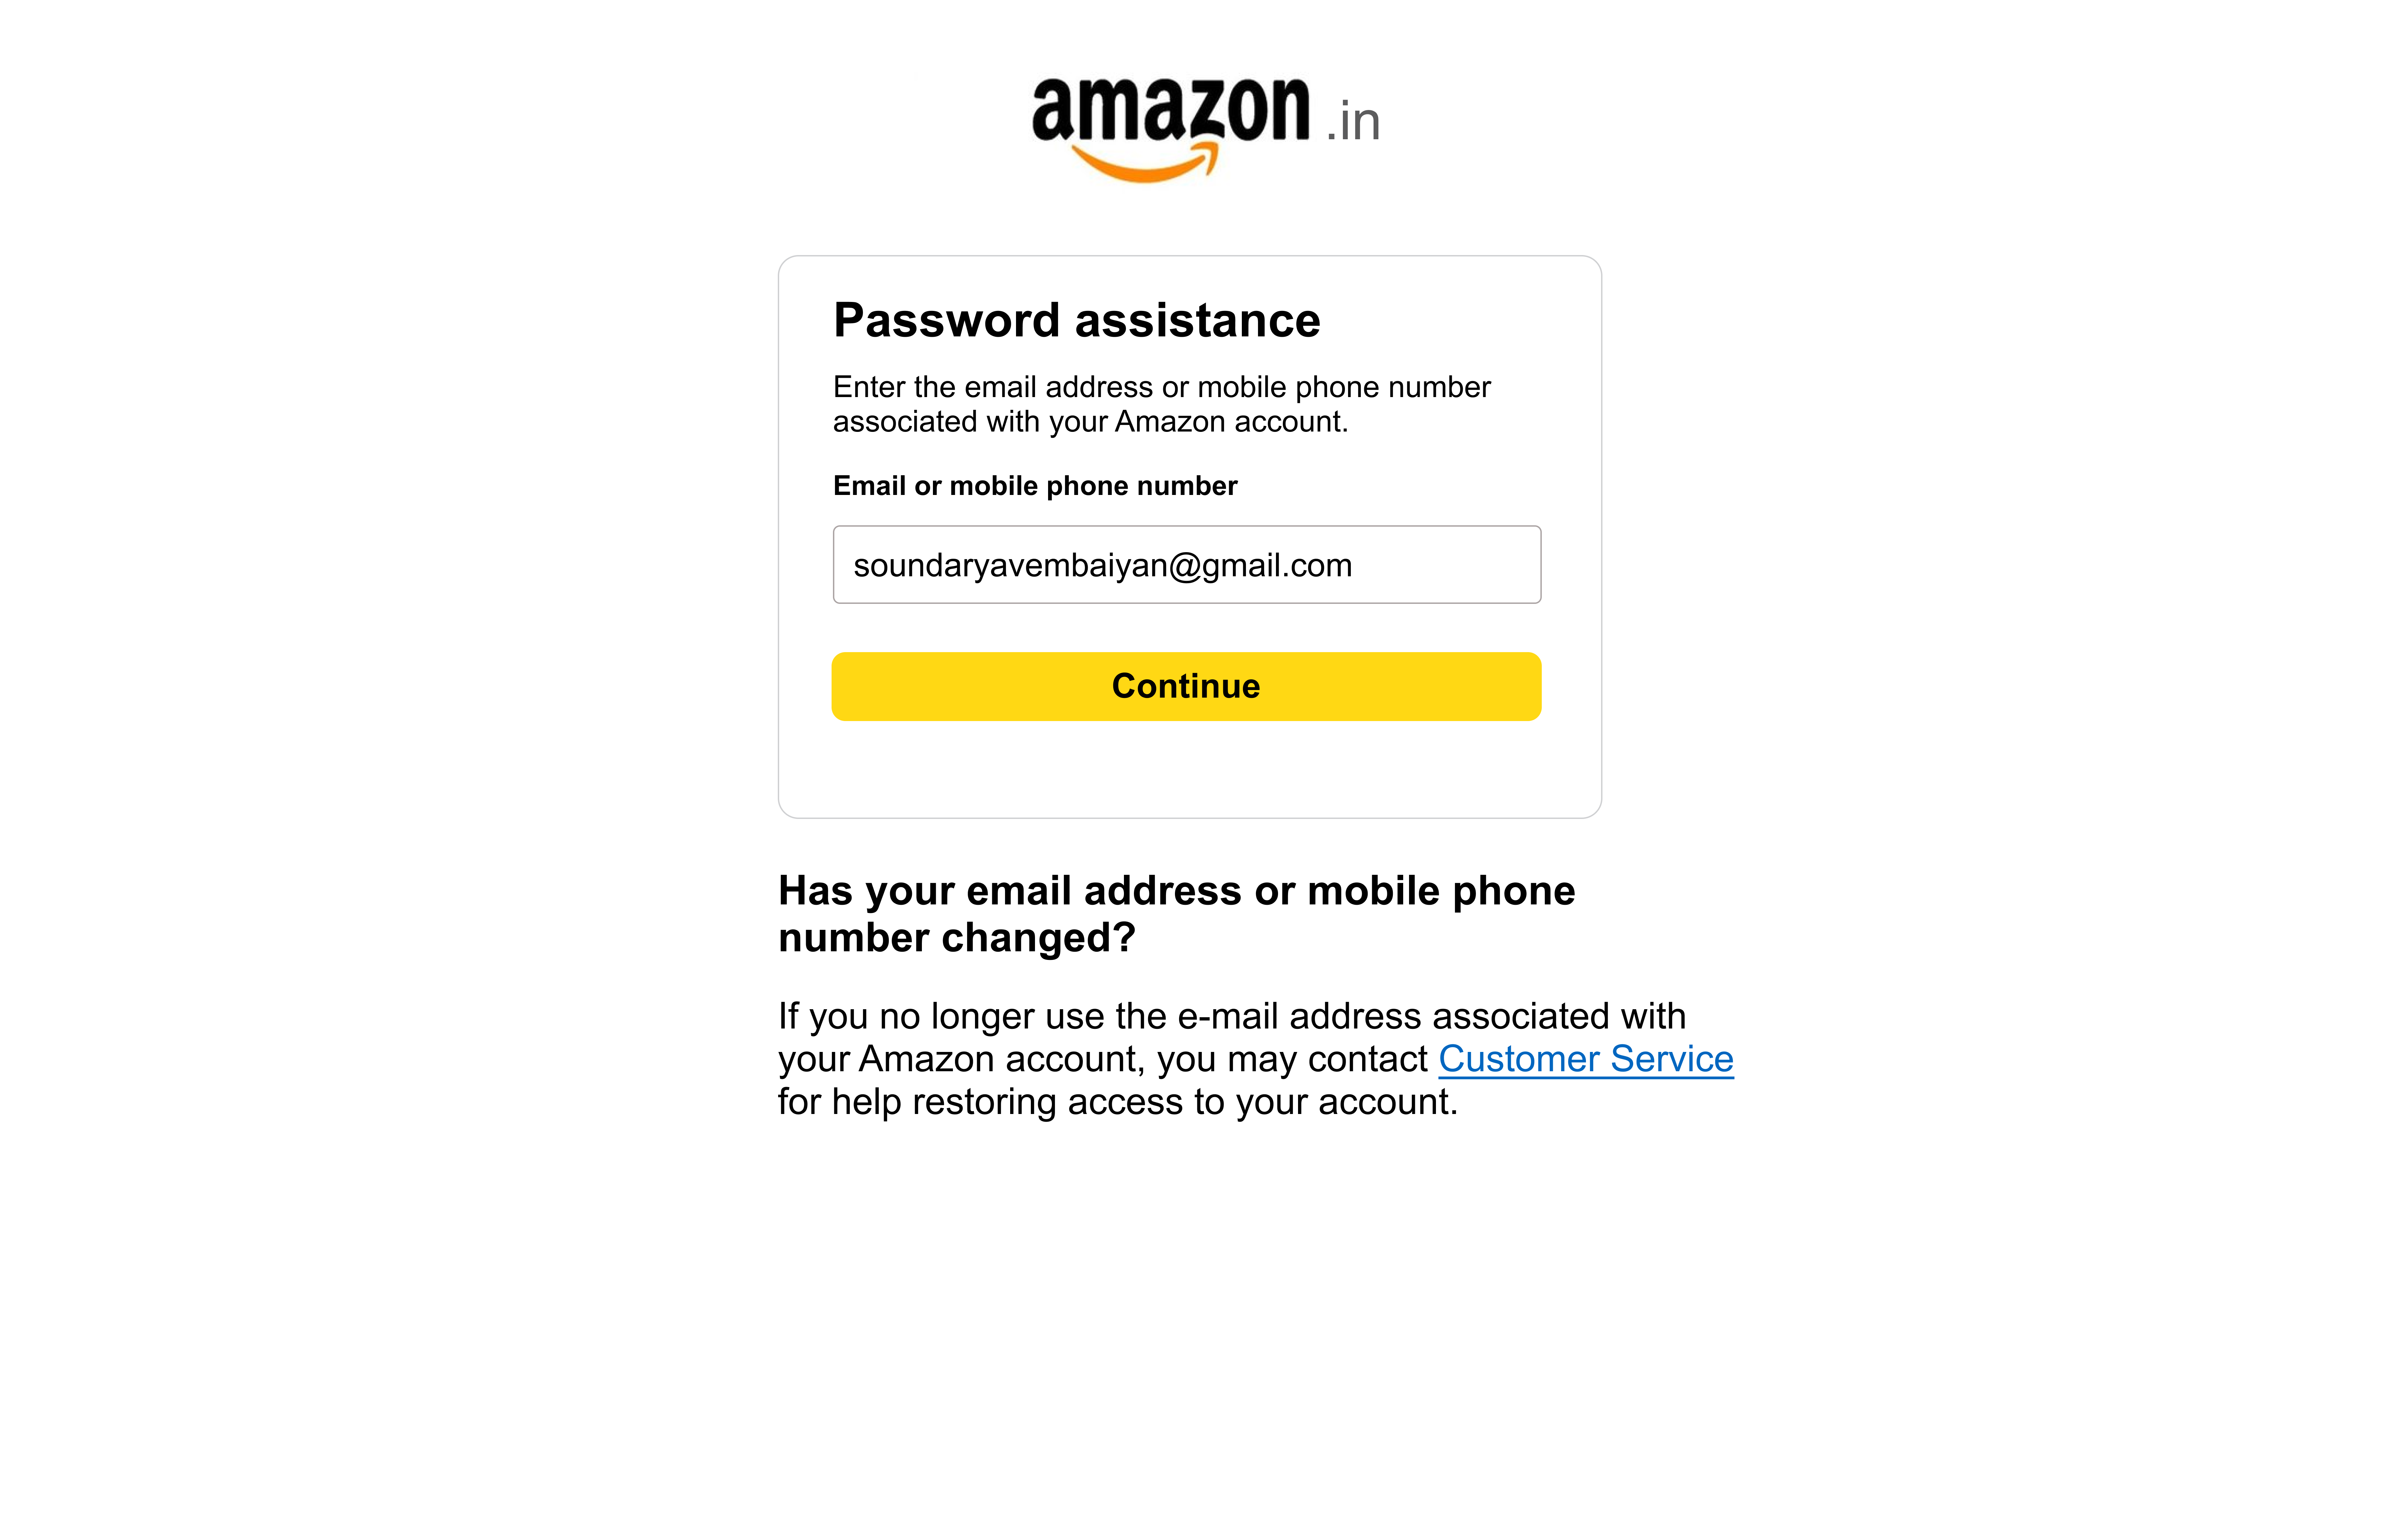 amazon .in
Password assistance
Enter the email address or mobile phone number
associated with your Amazon account.
Email or mobile phone number
soundaryavembaiyan@gmail.com
Continue
Has your email address or mobile phone
number changed?
If you no longer use the e-mail address associated with
your Amazon account, you may contact Customer Service
for help restoring access to your account.